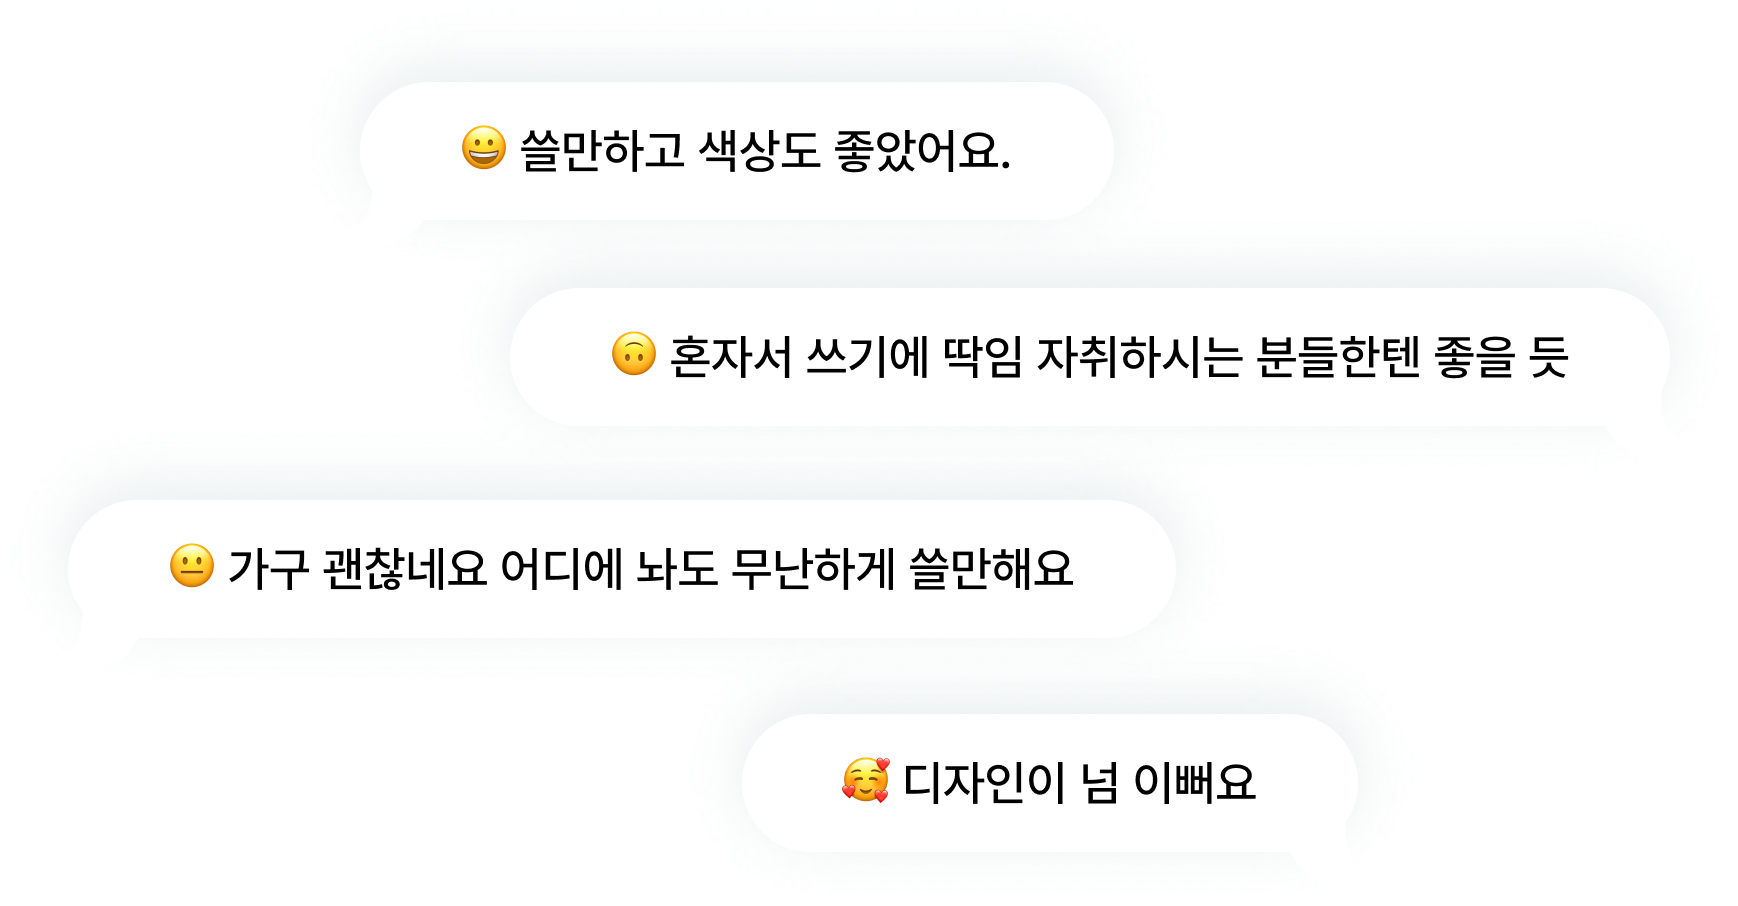 😀 쓸만하고 색상도 좋았어요.
🙃 혼자서 쓰기에 딱임 자취하시는 분들한텐 좋을 듯
😐 가구 괜찮네요 어디에 놔도 무난하게 쓸만해요
🥰 디자인이 넘 이뻐요